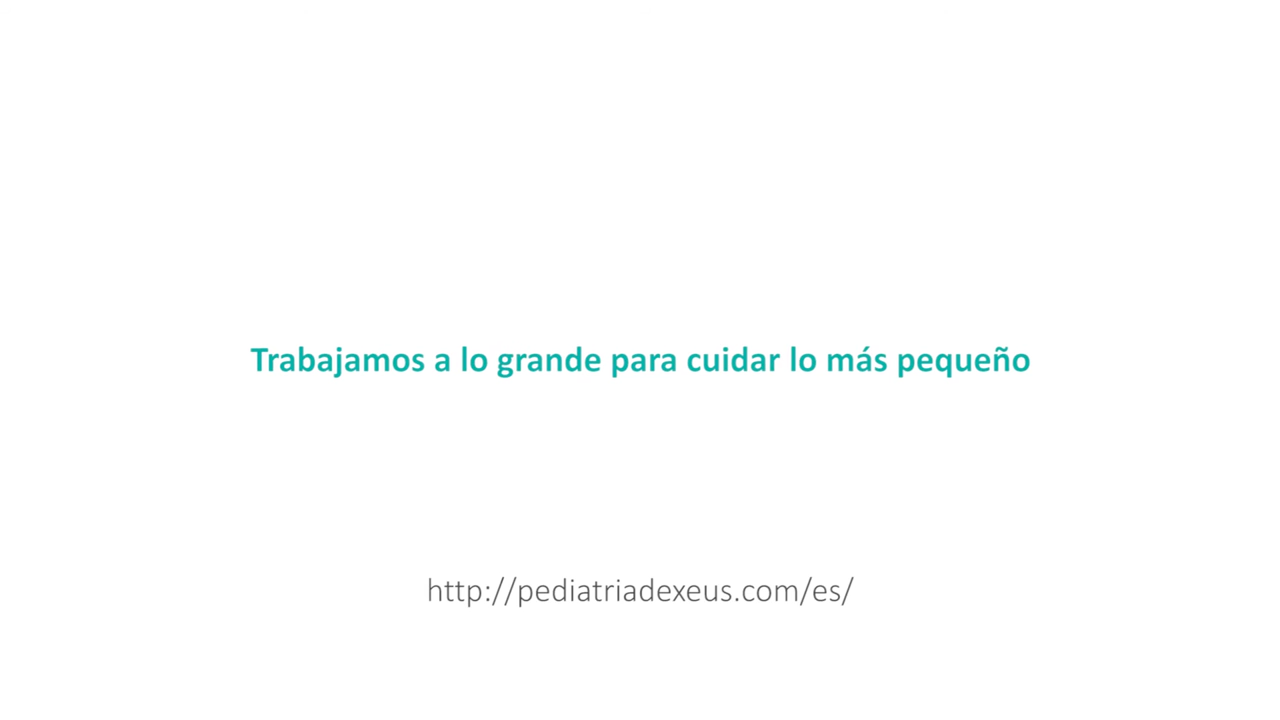 Trabajamos a lo grande para cuidar lo más pequeño
http://pediatriadexeus.com/es/